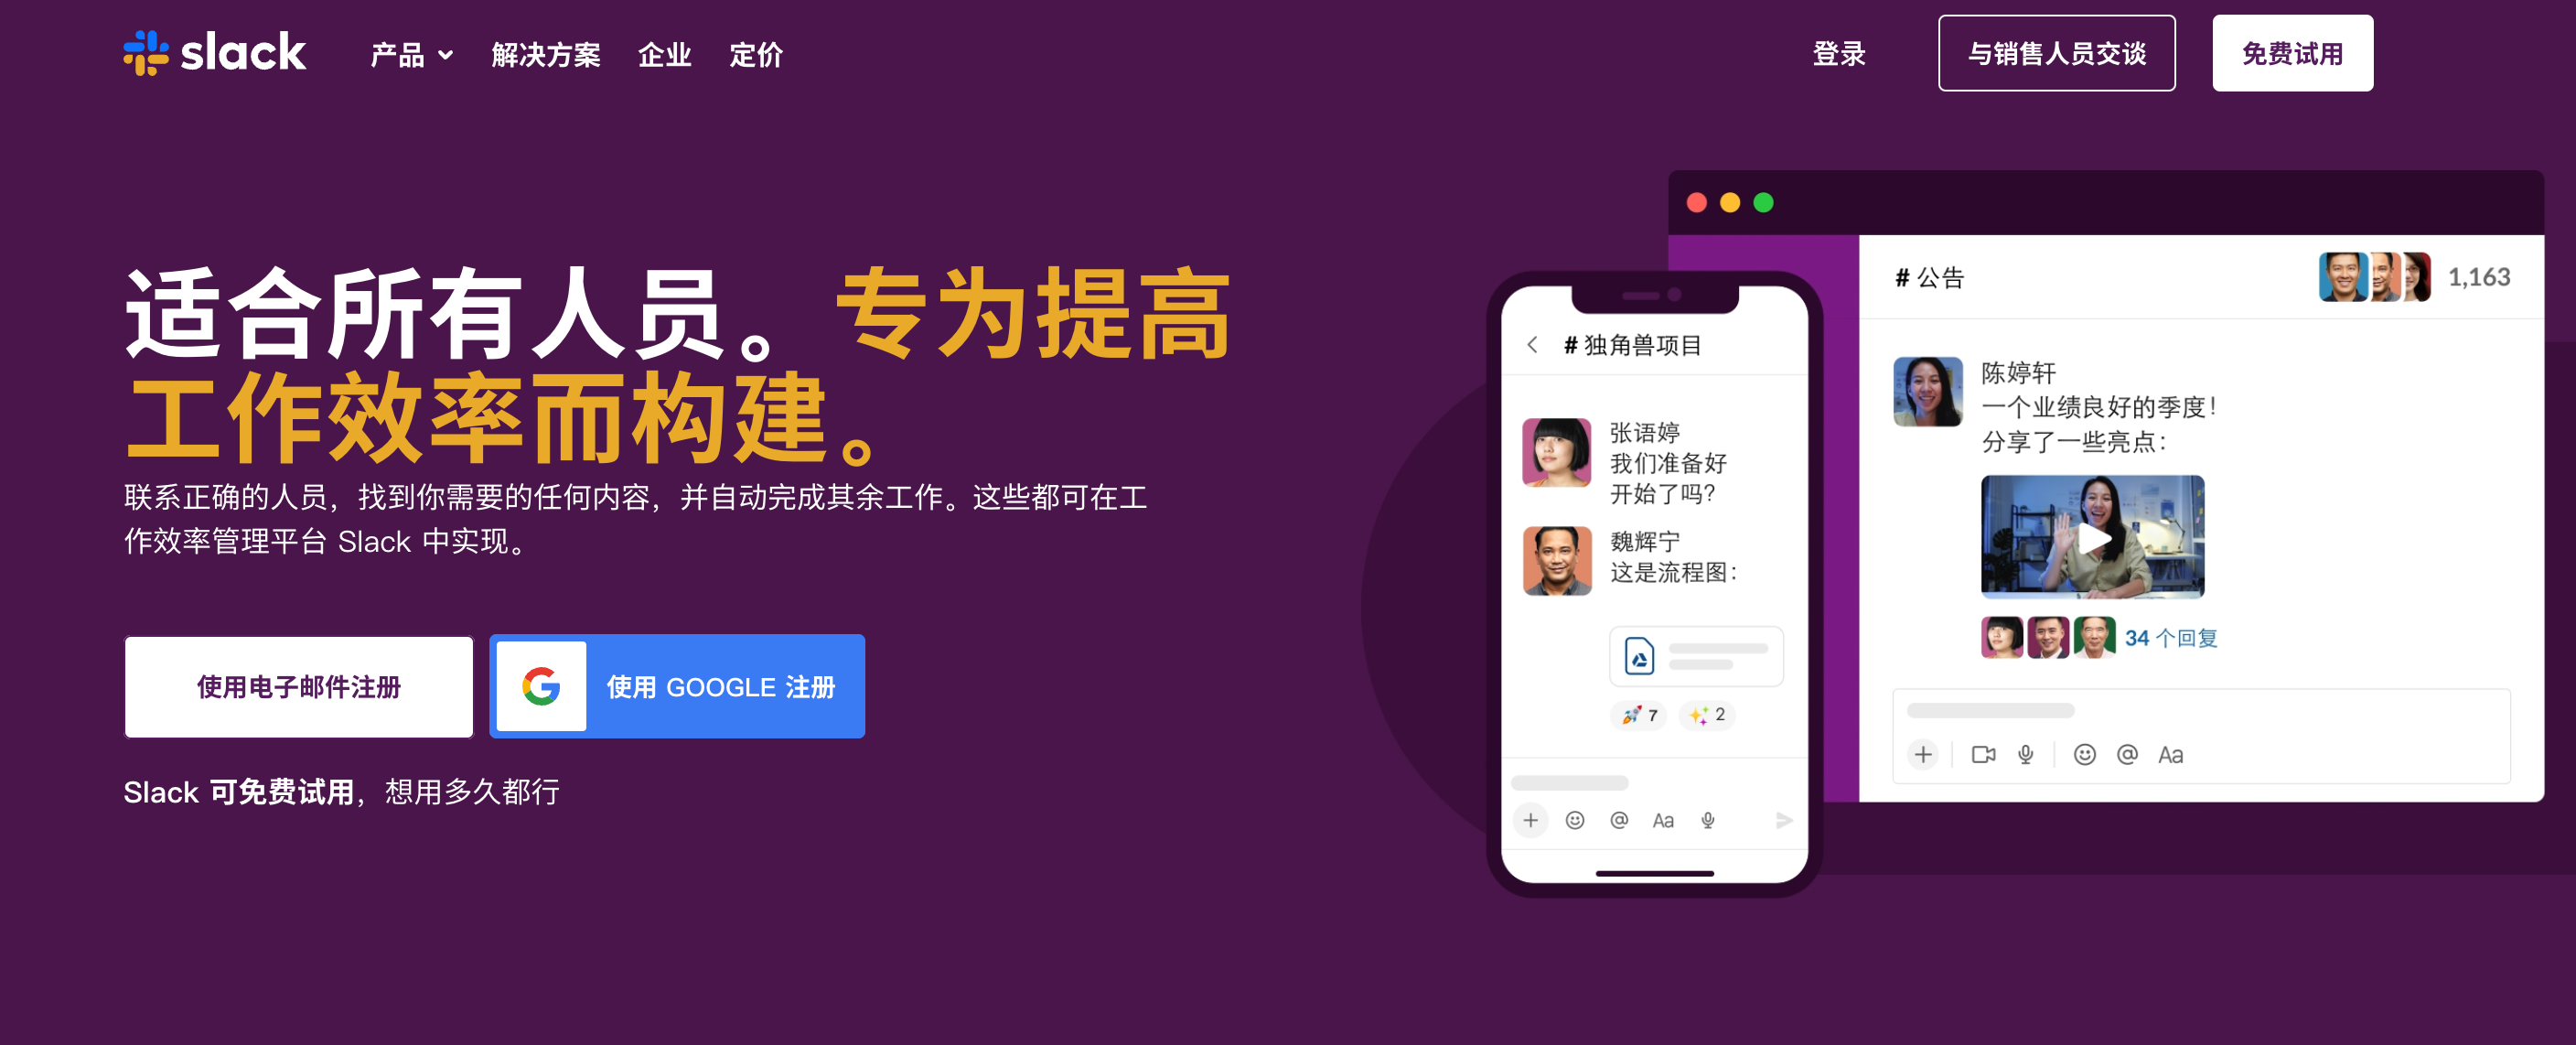 slack
产品
解决方案
企业
定价
登录
与销售人员交谈
免费试用
适合所有人员。专为提高
工作效率而构建。
联系正确的人员，找到你需要的任何内容，并自动完成其余工作。这些都可在工
作效率管理平台 Slack 中实现。
使用电子邮件注册
使用 GOOGLE 注册
Slack 可免费试用，想用多久都行
# 独角兽项目
张语婷
我们准备好
开始了吗？
魏辉宁
这是流程图：
7
2
Aa
# 公告
1,163
陈婷轩
一个业绩良好的季度！
分享了一些亮点：
34 个回复
Aa